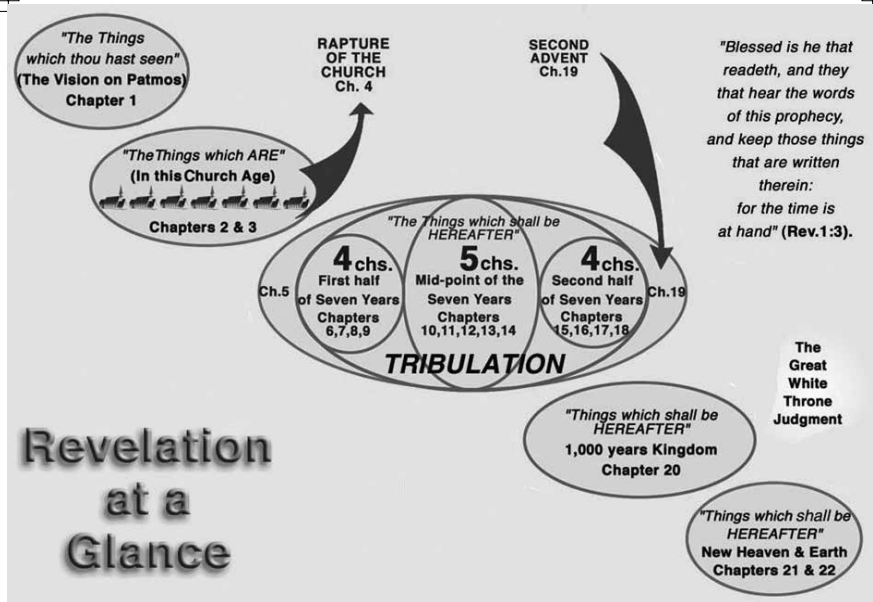 "The Things
which thou hast seen"
(The Vision on Patmos)
Chapter 1
RAPTURE
OF THE
CHURCH
Ch. 4
SECOND
ADVENT
Ch.19
"Blessed is he that
readeth, and they
that hear the words
of this prophecy,
and keep those things
that are written
therein:
for the time is
at hand" (Rev.1:3).
"The Things which ARE"
(In this Church Age)
Chapters 2 & 3
"The Things which shall be
HEREAFTER"
Ch.5
4 chs.
First half
of Seven Years
Chapters
6,7,8,9
5 chs.
Mid-point of the
Seven Years
Chapters
10,11,12,13,14
4 chs.
Second half
of Seven Years
Chapters
15,16,17,18
Ch.19
TRIBULATION
The
Great
White
Throne
Judgment
"Things which shall be
HEREAFTER"
1,000 years Kingdom
Chapter 20
"Things which shall be
HEREAFTER"
New Heaven & Earth
Chapters 21 & 22
Revelation
at a
Glance